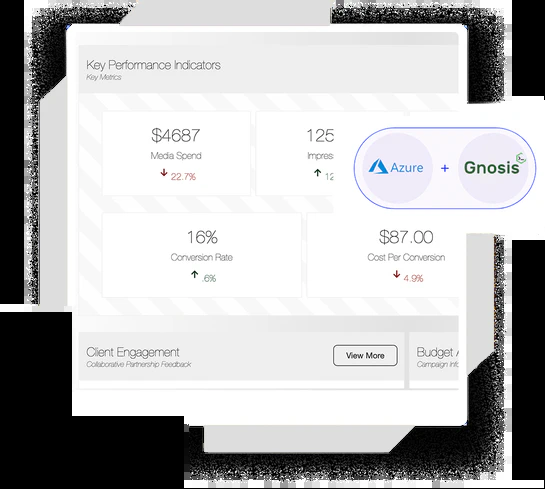 Key Performance Indicators
Key Metrics
$4687
Media Spend
22.7%
125
Impres
12
Azure + Gnosis
16%
Conversion Rate
.6%
$87.00
Cost Per Conversion
4.9%
Client Engagement
Collaborative Partnership Feedback
View More
Budget
Campaign Info